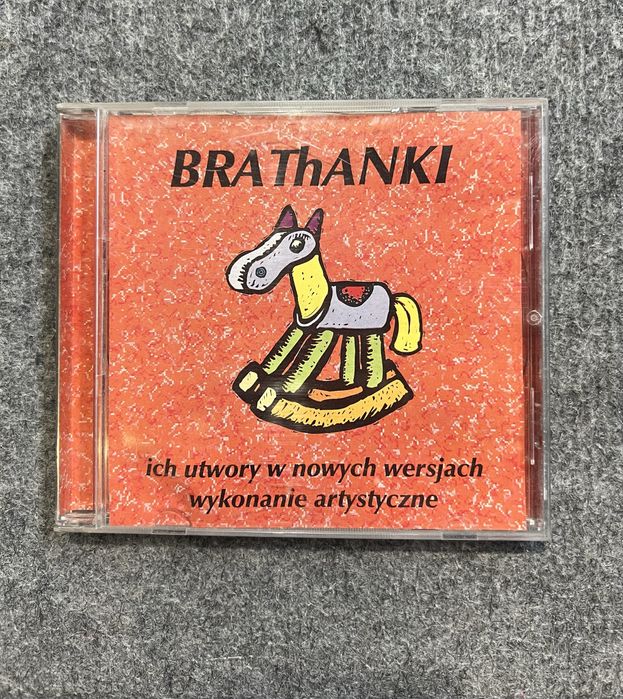 BRAThANKI
ich utwory w nowych wersjach
wykonanie artystyczne